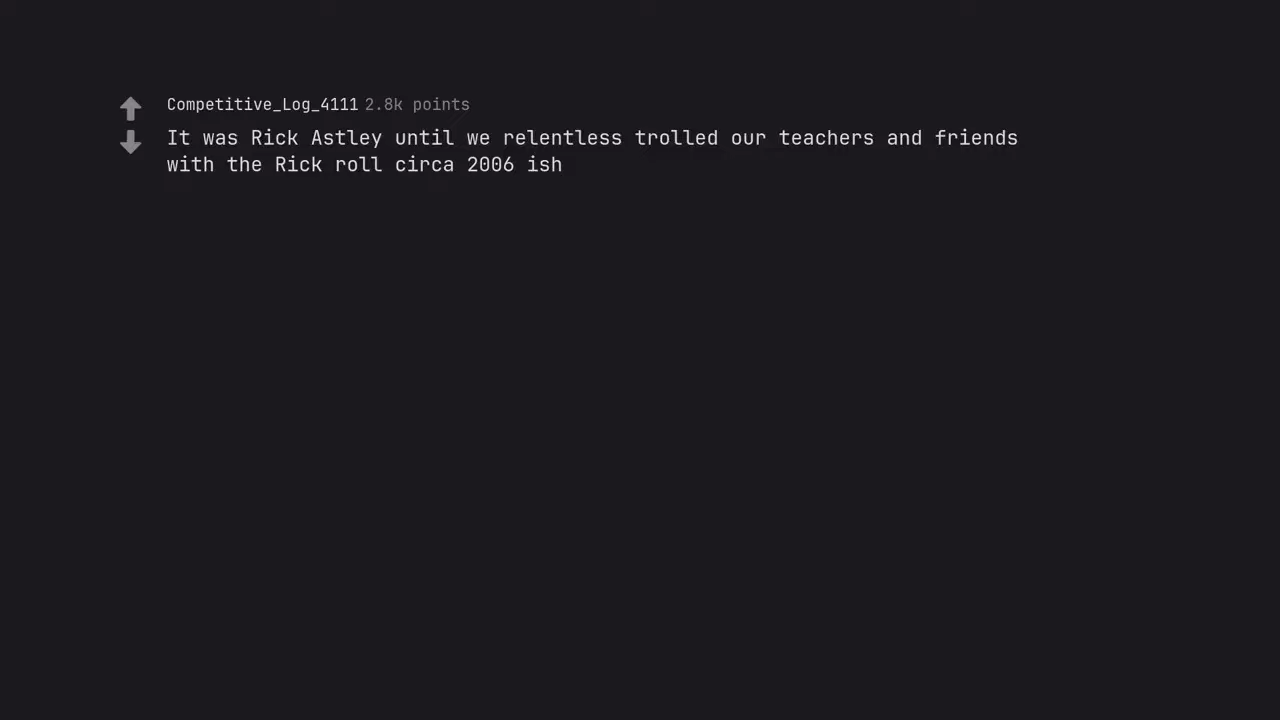 Competitive_Log_4111 2.8k points
It was Rick Astley until we relentless trolled our teachers and friends
with the Rick roll circa 2006 ish